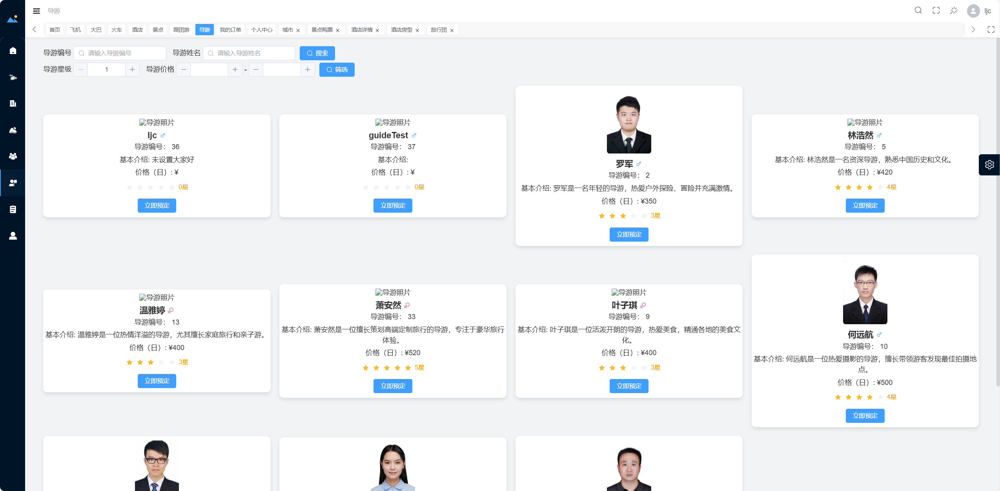 导游
ljc
首页 飞机 大巴 火车 酒店 景点 跟团游 导游 我的订单 个人中心 城市 景点购票 酒店详情 酒店房型 旅行团
导游编号 请输入导游编号 导游姓名 请输入导游姓名 搜索
导游星级 1 导游价格 - 筛选
导游照片
ljc
导游编号： 36
基本介绍: 未设置大家好
价格（日）: ¥
0星
立即预定
导游照片
guideTest
导游编号： 37
基本介绍:
价格（日）: ¥
0星
立即预定
罗军
导游编号： 2
基本介绍: 罗军是一名年轻的导游，热爱户外探险、冒险并充满激情。
价格（日）: ¥350
3星
立即预定
导游照片
林浩然
导游编号： 5
基本介绍: 林浩然是一名资深导游，熟悉中国历史和文化。
价格（日）: ¥420
4星
立即预定
导游照片
温雅婷
导游编号： 13
基本介绍: 温雅婷是一位热情洋溢的导游，尤其擅长家庭旅行和亲子游。
价格（日）: ¥400
3星
立即预定
导游照片
萧安然
导游编号： 33
基本介绍: 萧安然是一位擅长策划高端定制旅行的导游，专注于豪华旅行
体验。
价格（日）: ¥520
5星
立即预定
导游照片
叶子琪
导游编号： 9
基本介绍: 叶子琪是一位活泼开朗的导游，热爱美食，精通各地的美食文
化。
价格（日）: ¥400
3星
立即预定
何远航
导游编号： 10
基本介绍: 何远航是一位热爱摄影的导游，擅长带领游客发现最佳拍摄地
点。
价格（日）: ¥500
4星
立即预定